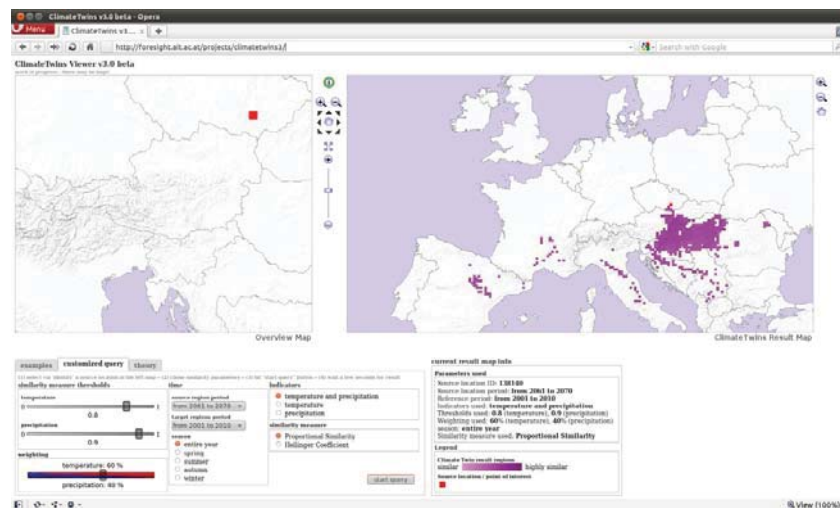 ClimateTwins v3.0 beta - Opera
Menu
ClimateTwins v3....
http://foresight.ait.ac.at/projects/climatetwins3/
Search with Google
ClimateTwins Viewer v3.0 beta
Overview Map
ClimateTwins Result Map
examples
customized query
theory
similarity measure thresholds
temperature
0.8
precipitation
0.9
weighting
temperature: 60 %
precipitation: 40 %
time
source region period
from 2061 to 2070
target regions period
from 2001 to 2010
season
entire year
spring
summer
autumn
winter
Indicators
temperature and precipitation
temperature
precipitation
similarity measure
Proportional Similarity
Hellinger Coefficient
start query
current result map info
Parameters used
Source location ID: 138140
Source location period: from 2061 to 2070
Reference period: from 2001 to 2010
Indicators used: temperature and precipitation
Thresholds used: 0.8 (temperature), 0.9 (precipitation)
Weighting used: 60% (temperature), 40% (precipitation)
season: entire year
Similarity measure used: Proportional Similarity
Legend
Climate Twin result regions
similar
highly similar
Source location / point of interest
View (100%)